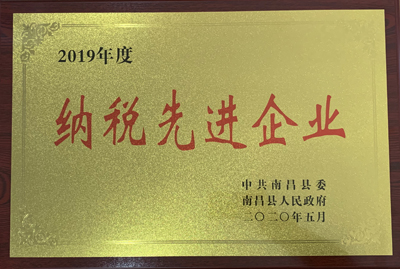 2019年度
纳税先进企业
中共南昌县委
南昌县人民政府
二〇二〇年五月